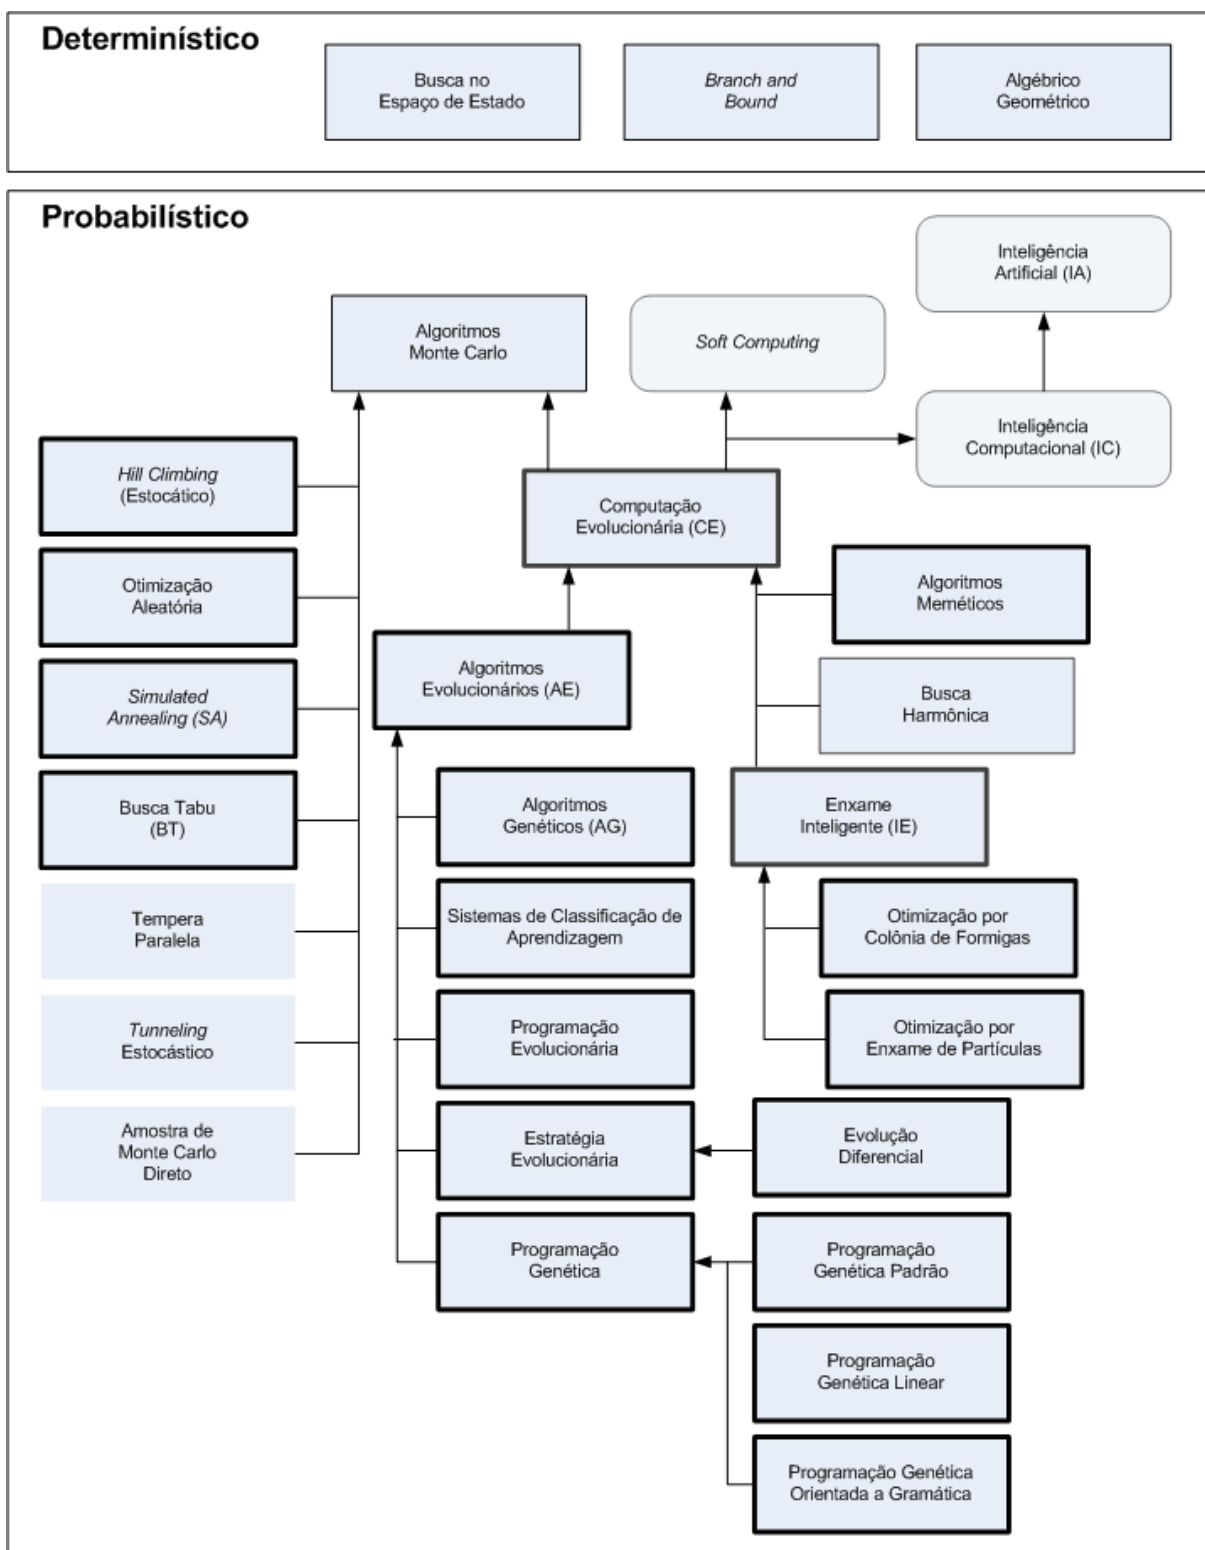 Determinístico
Busca no
Espaço de Estado
Branch and
Bound
Algébrico
Geométrico
Probabilístico
Inteligência
Artificial (IA)
Algoritmos
Monte Carlo
Soft Computing
Inteligência
Computacional (IC)
Hill Climbing
(Estocático)
Computação
Evolucionária (CE)
Otimização
Aleatória
Algoritmos
Meméticos
Simulated
Annealing (SA)
Algoritmos
Evolucionários (AE)
Busca
Harmônica
Busca Tabu
(BT)
Algoritmos
Genéticos (AG)
Enxame
Inteligente (IE)
Tempera
Paralela
Sistemas de Classificação de
Aprendizagem
Otimização por
Colônia de Formigas
Tunneling
Estocástico
Programação
Evolucionária
Otimização por
Enxame de Partículas
Amostra de
Monte Carlo
Direto
Estratégia
Evolucionária
Evolução
Diferencial
Programação
Genética
Programação
Genética Padrão
Programação
Genética Linear
Programação Genética
Orientada a Gramática